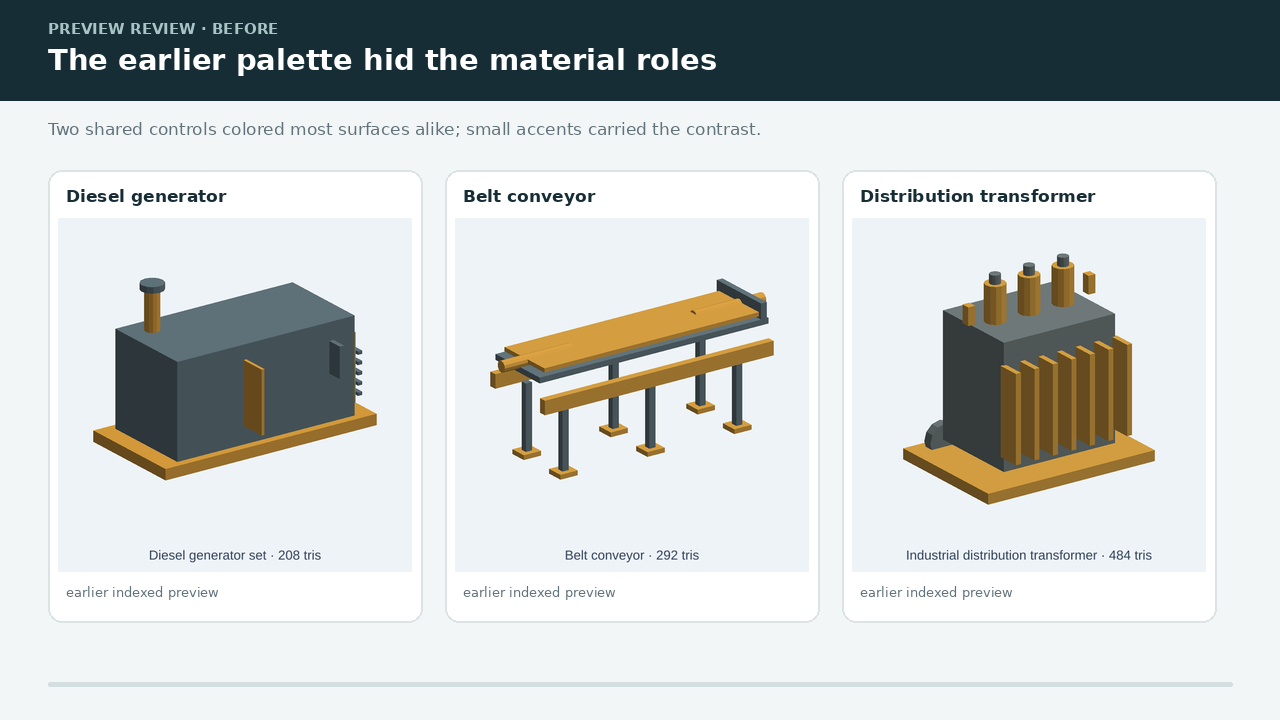 PREVIEW REVIEW · BEFORE
The earlier palette hid the material roles
Two shared controls colored most surfaces alike; small accents carried the contrast.
Diesel generator
Diesel generator set · 208 tris
earlier indexed preview
Belt conveyor
Belt conveyor · 292 tris
earlier indexed preview
Distribution transformer
Industrial distribution transformer · 484 tris
earlier indexed preview